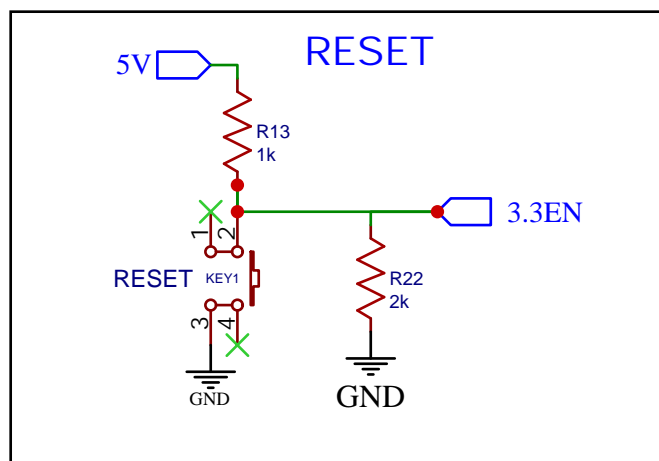 RESET
5V
R13
1k
3.3EN
1 2
RESET KEY1
R22
2k
3 4
GND
GND